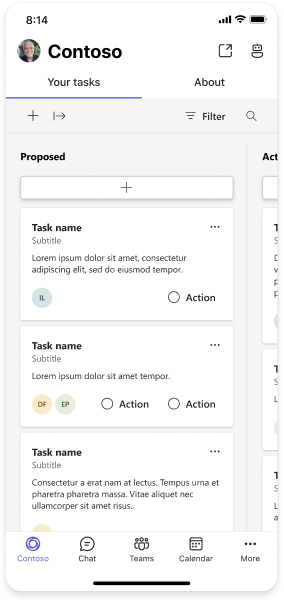 8:14
Contoso
Your tasks
About
Filter
Proposed
Act
Task name
Subtitle
Lorem ipsum dolor sit amet, consectetur
adipiscing elit, sed do eiusmod tempor.
IL
Action
Task name
Subtitle
Lorem ipsum dolor sit amet tempor.
DF
EP
Action
Action
Task name
Subtitle
Consectetur a erat nam at lectus. Tempus urna et
pharetra pharetra massa. Vitae aliquet nec
ullamcorper sit amet risus.
Contoso
Chat
Teams
Calendar
More